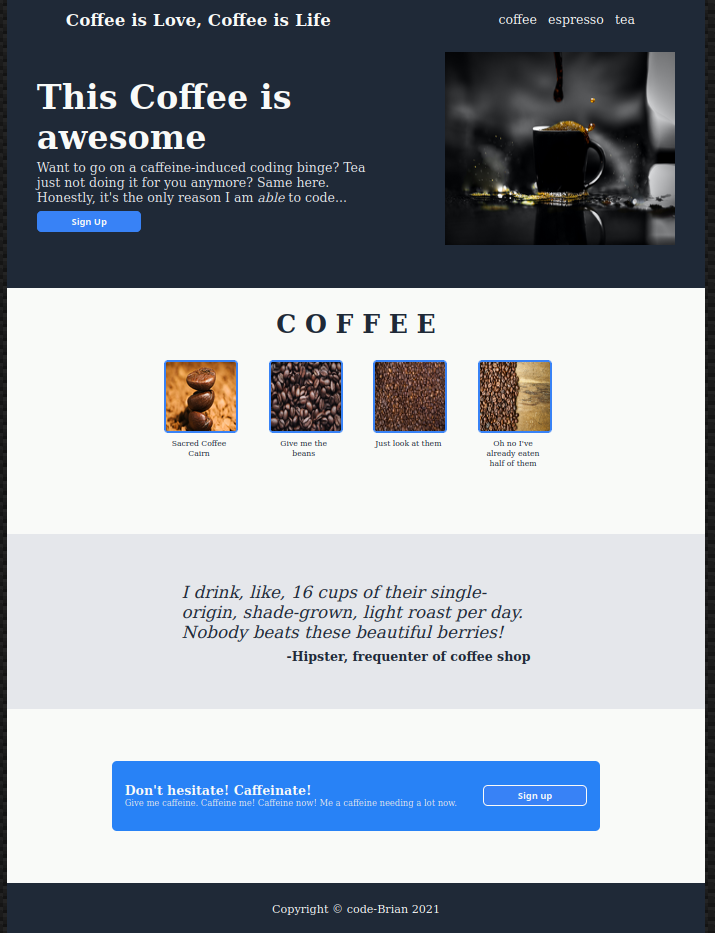 Coffee is Love, Coffee is Life
coffee espresso tea
This Coffee is
awesome
Want to go on a caffeine-induced coding binge? Tea
just not doing it for you anymore? Same here.
Honestly, it's the only reason I am able to code...
Sign Up
COFFEE
Sacred Coffee
Cairn
Give me the
beans
Just look at them
Oh no I've
already eaten
half of them
I drink, like, 16 cups of their single-
origin, shade-grown, light roast per day.
Nobody beats these beautiful berries!
-Hipster, frequenter of coffee shop
Don't hesitate! Caffeinate!
Give me caffeine. Caffeine me! Caffeine now! Me a caffeine needing a lot now.
Sign up
Copyright © code-Brian 2021